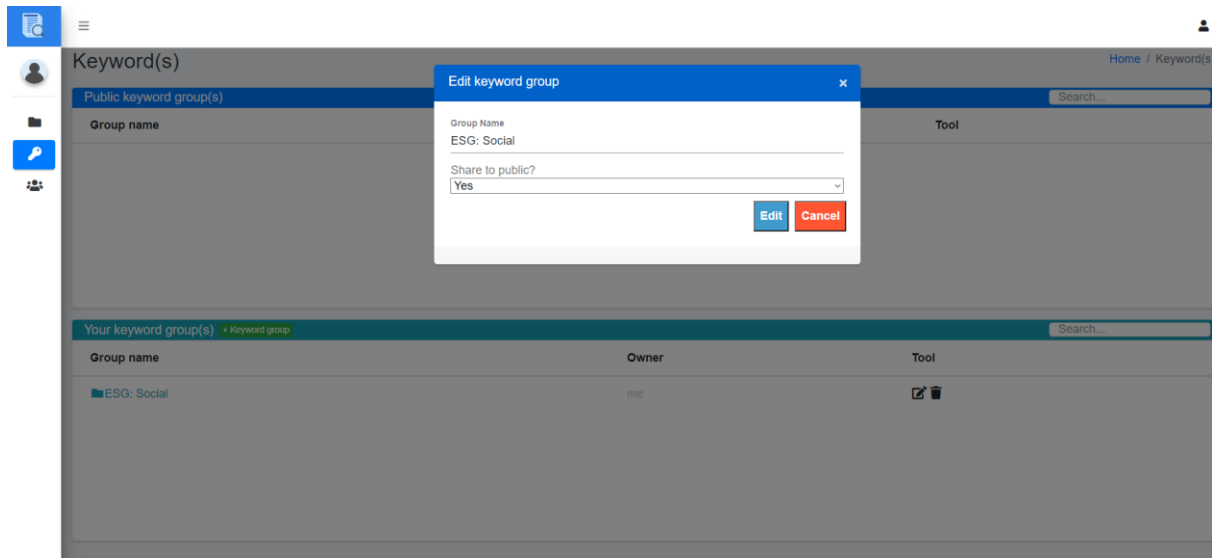 Keyword(s)
Home / Keyword(s
Edit keyword group ×
Public keyword group(s)
Search...
Group name
Tool
Group Name
ESG: Social
Share to public?
Yes
Edit Cancel
Your keyword group(s) + Keyword group
Search...
Group name Owner Tool
ESG: Social me